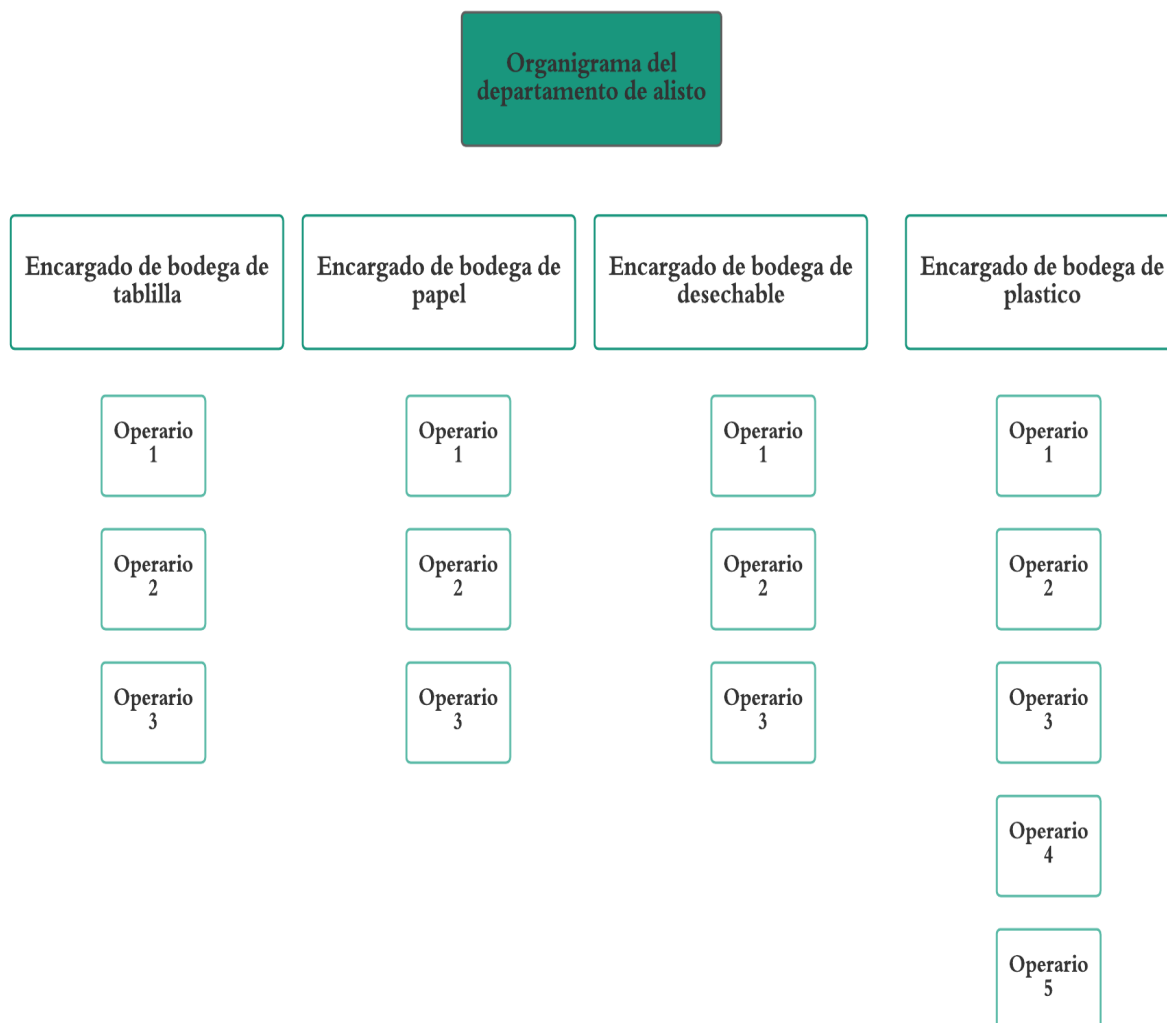 Organigrama del
departamento de alisto
Encargado de bodega de
tablilla
Encargado de bodega de
papel
Encargado de bodega de
desechable
Encargado de bodega de
plastico
Operario
1
Operario
1
Operario
1
Operario
1
Operario
2
Operario
2
Operario
2
Operario
2
Operario
3
Operario
3
Operario
3
Operario
3
Operario
4
Operario
5